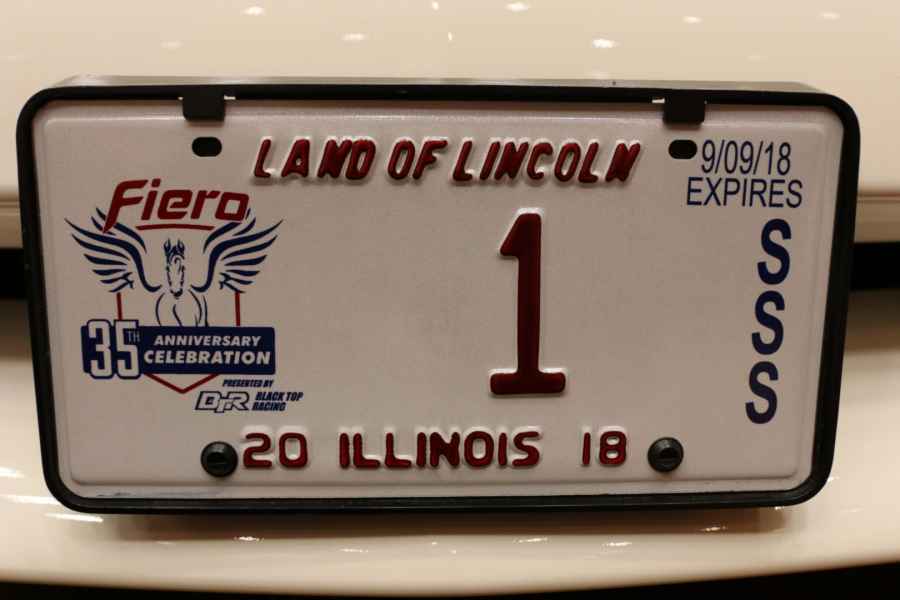 LAND OF LINCOLN
9/09/18
EXPIRES
Fiero
35TH ANNIVERSARY
CELEBRATION
PRESENTED BY
DFR BLACK TOP
RACING
1
S
S
S
20 ILLINOIS 18